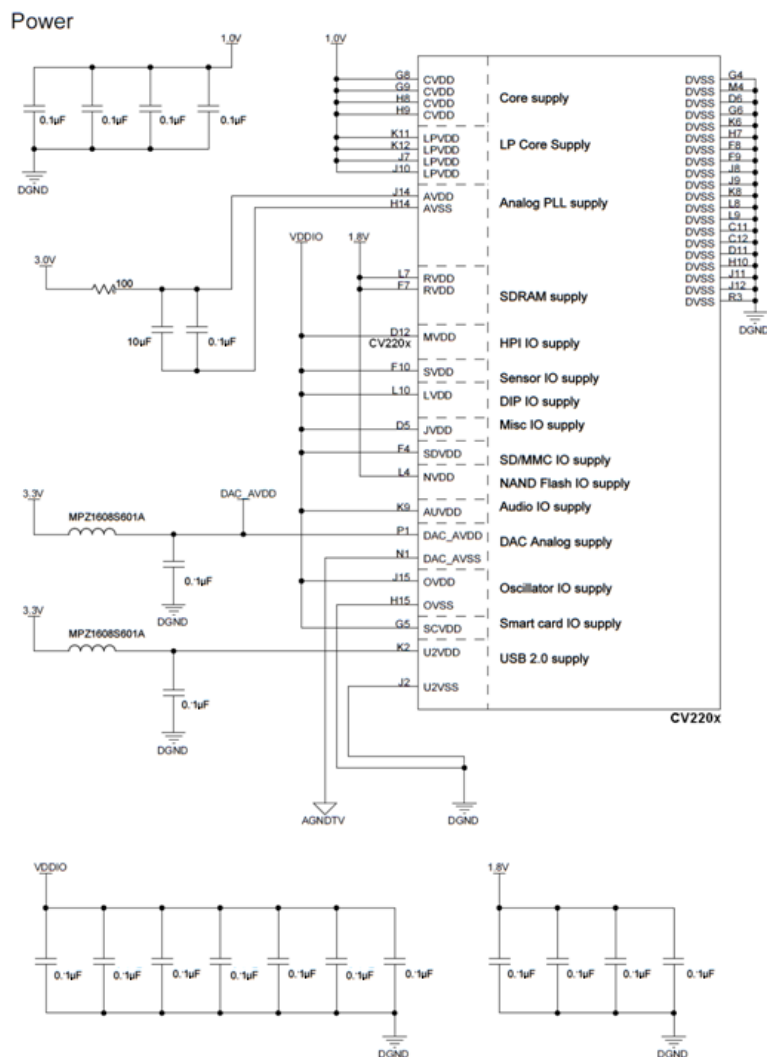 Power
1.0V
0.1µF 0.1µF 0.1µF 0.1µF
DGND
3.0V
100
10µF 0.1µF
3.3V
MPZ1608S601A
DAC_AVDD
0.1µF
DGND
3.3V
MPZ1608S601A
0.1µF
DGND
1.0V
VDDIO
1.8V
G8 CVDD
G9 CVDD
H8 CVDD
H9 CVDD
Core supply
K11 LPVDD
K12 LPVDD
J7 LPVDD
J10 LPVDD
LP Core Supply
J14 AVDD
H14 AVSS
Analog PLL supply
L7 RVDD
F7 RVDD
SDRAM supply
D12 MVDD
CV220x
HPI IO supply
F10 SVDD
Sensor IO supply
L10 LVDD
DIP IO supply
D5 JVDD
Misc IO supply
F4 SDVDD
SD/MMC IO supply
L4 NVDD
NAND Flash IO supply
K9 AUVDD
Audio IO supply
P1 DAC_AVDD
N1 DAC_AVSS
DAC Analog supply
J15 OVDD
H15 OVSS
Oscillator IO supply
G5 SCVDD
Smart card IO supply
K2 U2VDD
J2 U2VSS
USB 2.0 supply
DVSS G4
DVSS M4
DVSS D6
DVSS G6
DVSS K6
DVSS H7
DVSS F8
DVSS F9
DVSS J8
DVSS J9
DVSS K8
DVSS L8
DVSS L9
DVSS C11
DVSS C12
DVSS D11
DVSS H10
DVSS J11
DVSS J12
DVSS R3
DGND
CV220x
AGNDTV
DGND
VDDIO
0.1µF 0.1µF 0.1µF 0.1µF 0.1µF 0.1µF 0.1µF
DGND
1.8V
0.1µF 0.1µF 0.1µF 0.1µF
DGND